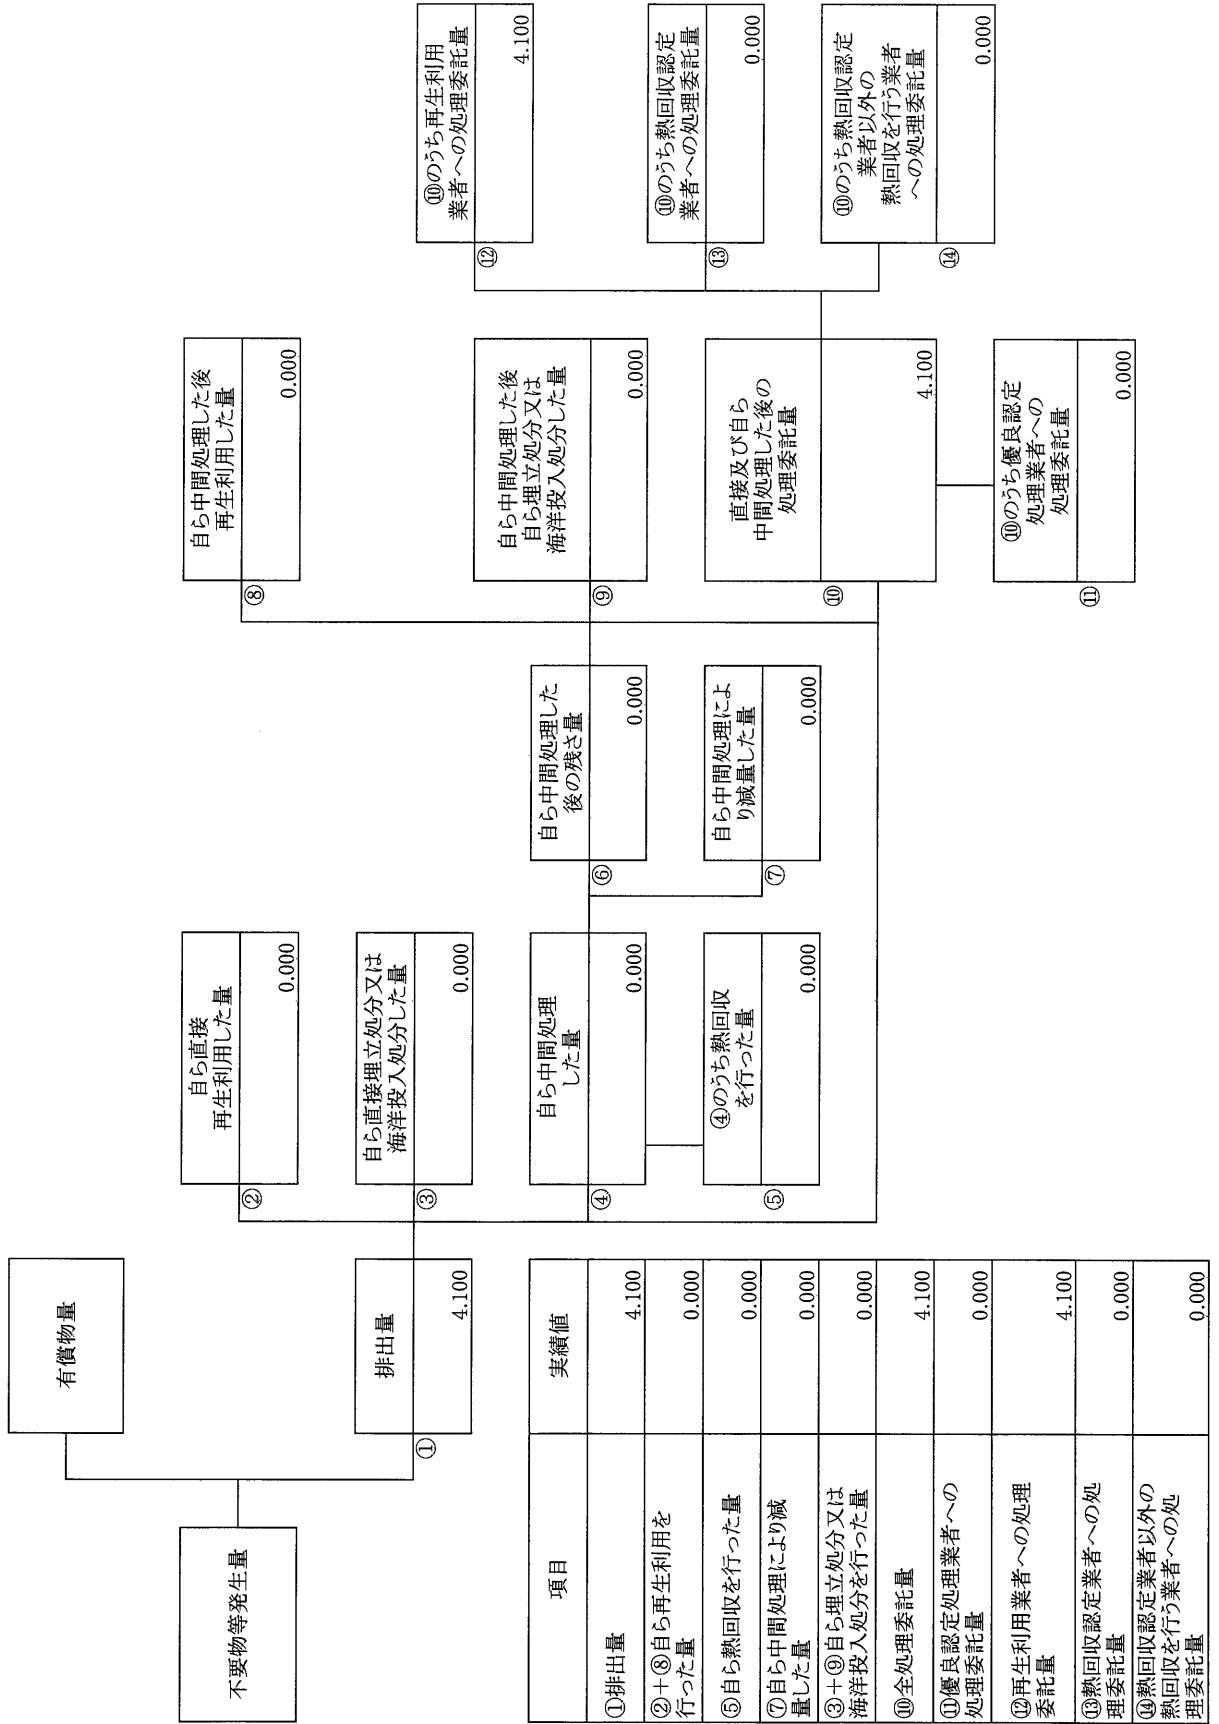 不要物等発生量
有償物量
①
排出量
4.100
②
自ら直接
再生利用した量
0.000
③
自ら直接埋立処分又は
海洋投入処分した量
0.000
④
自ら中間処理
した量
0.000
⑤
④のうち熱回収
を行った量
0.000
⑥
自ら中間処理した
後の残さ量
0.000
⑦
自ら中間処理によ
り減量した量
0.000
⑧
自ら中間処理した後
再生利用した量
0.000
⑨
自ら中間処理した後
自ら埋立処分又は
海洋投入処分した量
0.000
⑩
直接及び自ら
中間処理した後の
処理委託量
4.100
⑪
⑩のうち優良認定
処理業者への
処理委託量
0.000
⑫
⑩のうち再生利用
業者への処理委託量
4.100
⑬
⑩のうち熱回収認定
業者への処理委託量
0.000
⑭
⑩のうち熱回収認定
業者以外の
熱回収を行う業者
への処理委託量
0.000
項目 実績値
①排出量 4.100
②+⑧自ら再生利用を
行った量 0.000
⑤自ら熱回収を行った量 0.000
⑦自ら中間処理により減
量した量 0.000
③+⑨自ら埋立処分又は
海洋投入処分を行った量 0.000
⑩全処理委託量 4.100
⑪優良認定処理業者への
処理委託量 0.000
⑫再生利用業者への処理
委託量 4.100
⑬熱回収認定業者への処
理委託量 0.000
⑭熱回収認定業者以外の
熱回収を行う業者への処
理委託量 0.000